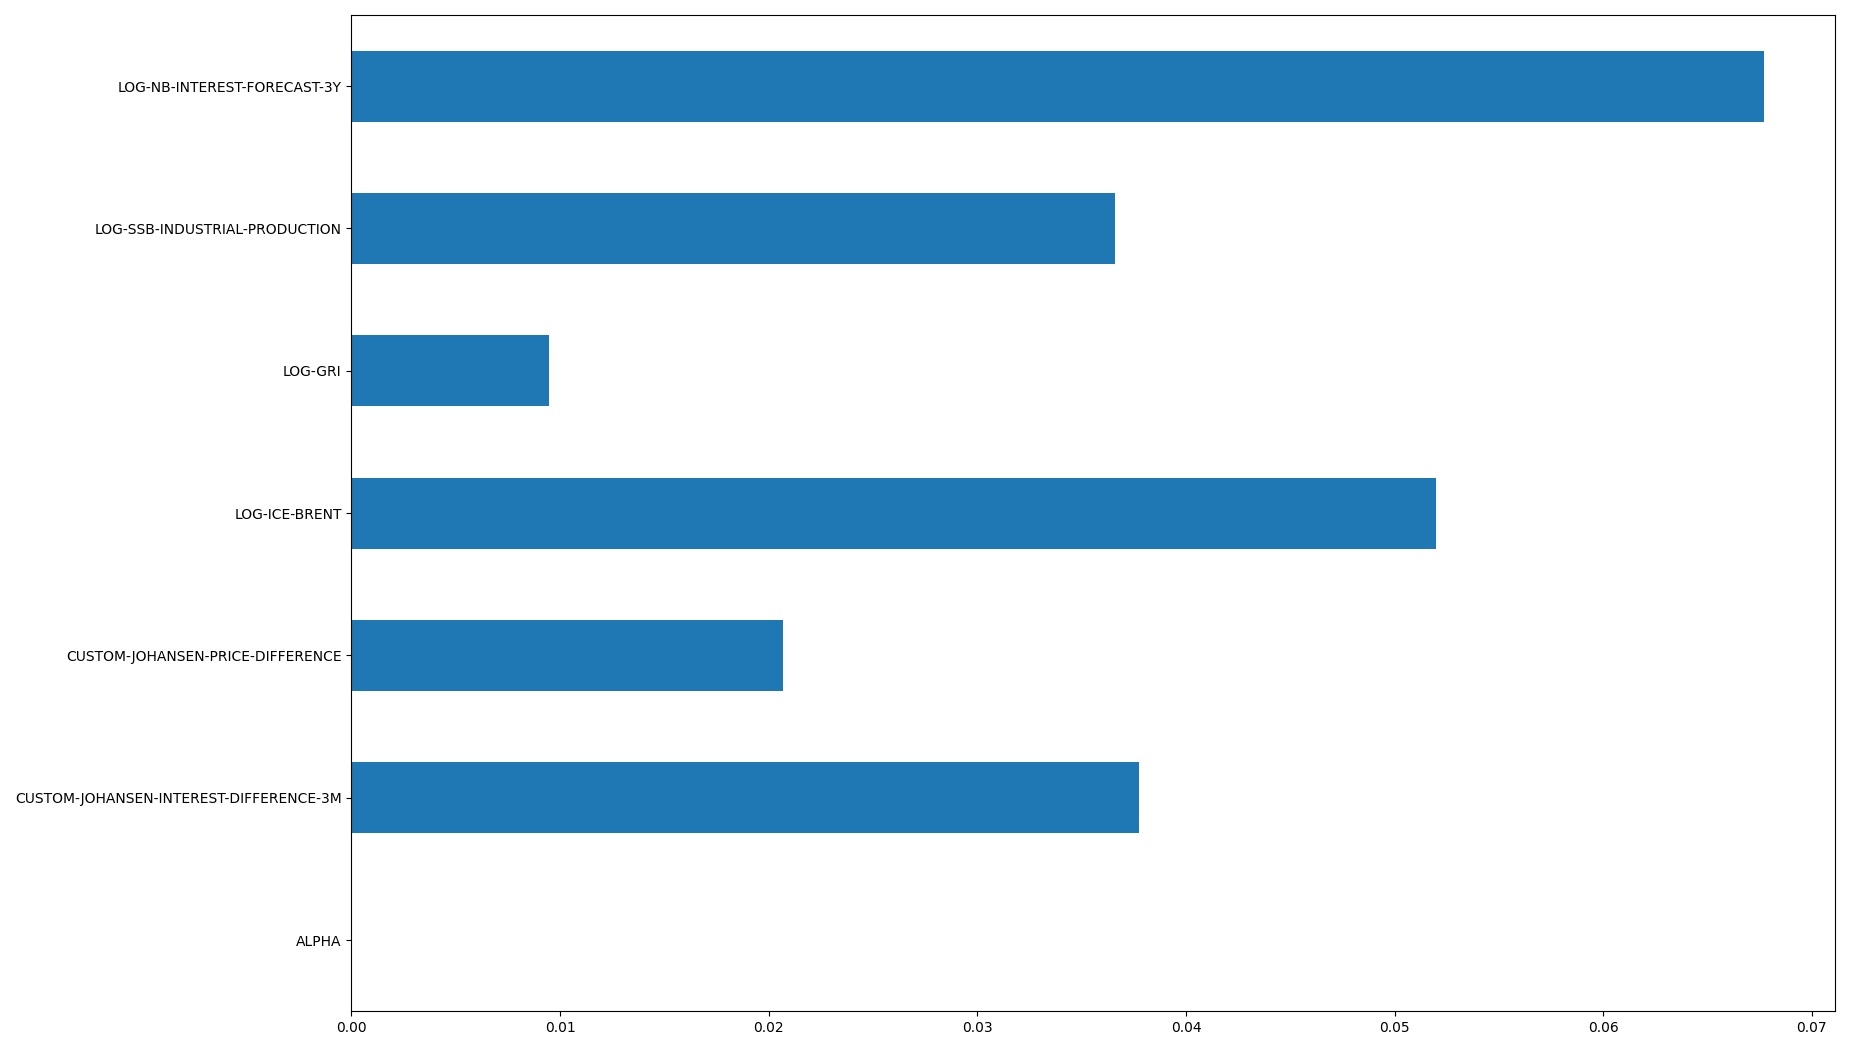 LOG-NB-INTEREST-FORECAST-3Y
LOG-SSB-INDUSTRIAL-PRODUCTION
LOG-GRI
LOG-ICE-BRENT
CUSTOM-JOHANSEN-PRICE-DIFFERENCE
CUSTOM-JOHANSEN-INTEREST-DIFFERENCE-3M
ALPHA
0.00 0.01 0.02 0.03 0.04 0.05 0.06 0.07